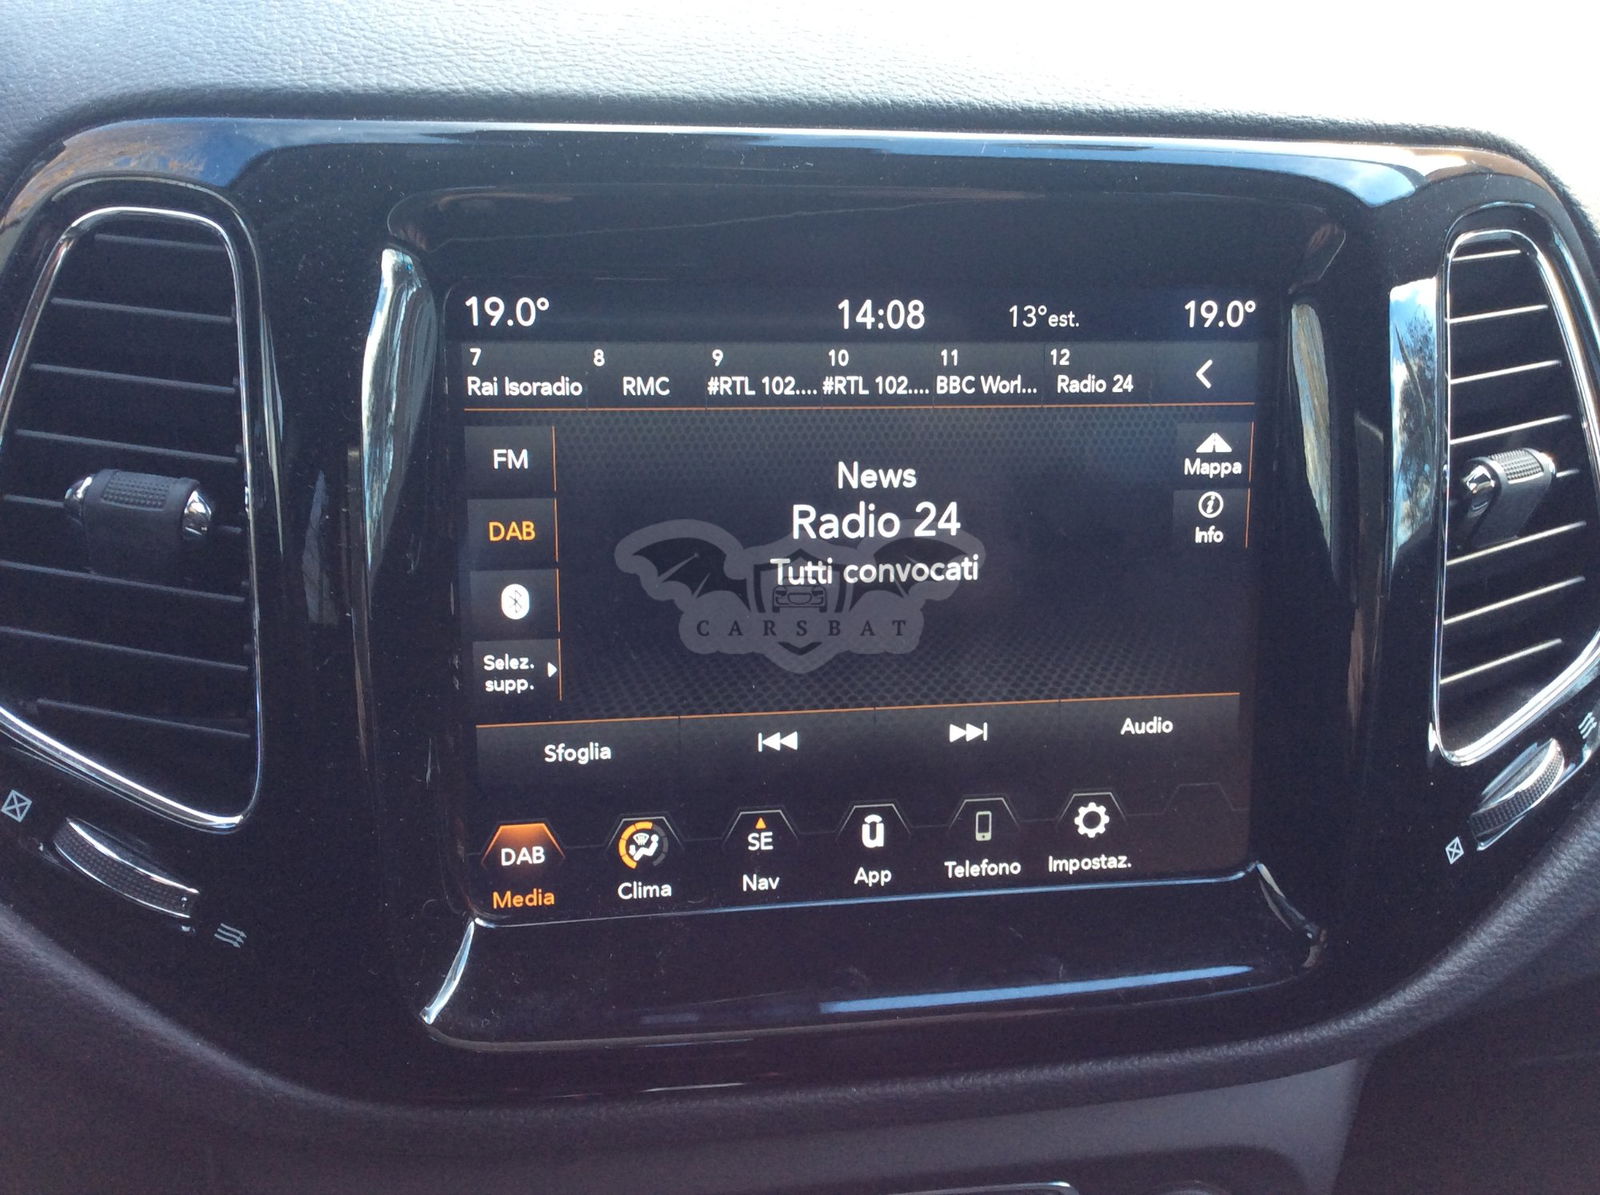 19.0° 14:08 13°est. 19.0°
7 8 9 10 11 12
Rai Isoradio RMC #RTL 102.... #RTL 102.... BBC Worl... Radio 24
FM
Mappa
News
Radio 24
DAB
Info
Tutti convocati
CARSBAT
Selez.
supp.
Sfoglia
Audio
DAB
SE
Media
Clima
Nav
App
Telefono
Impostaz.